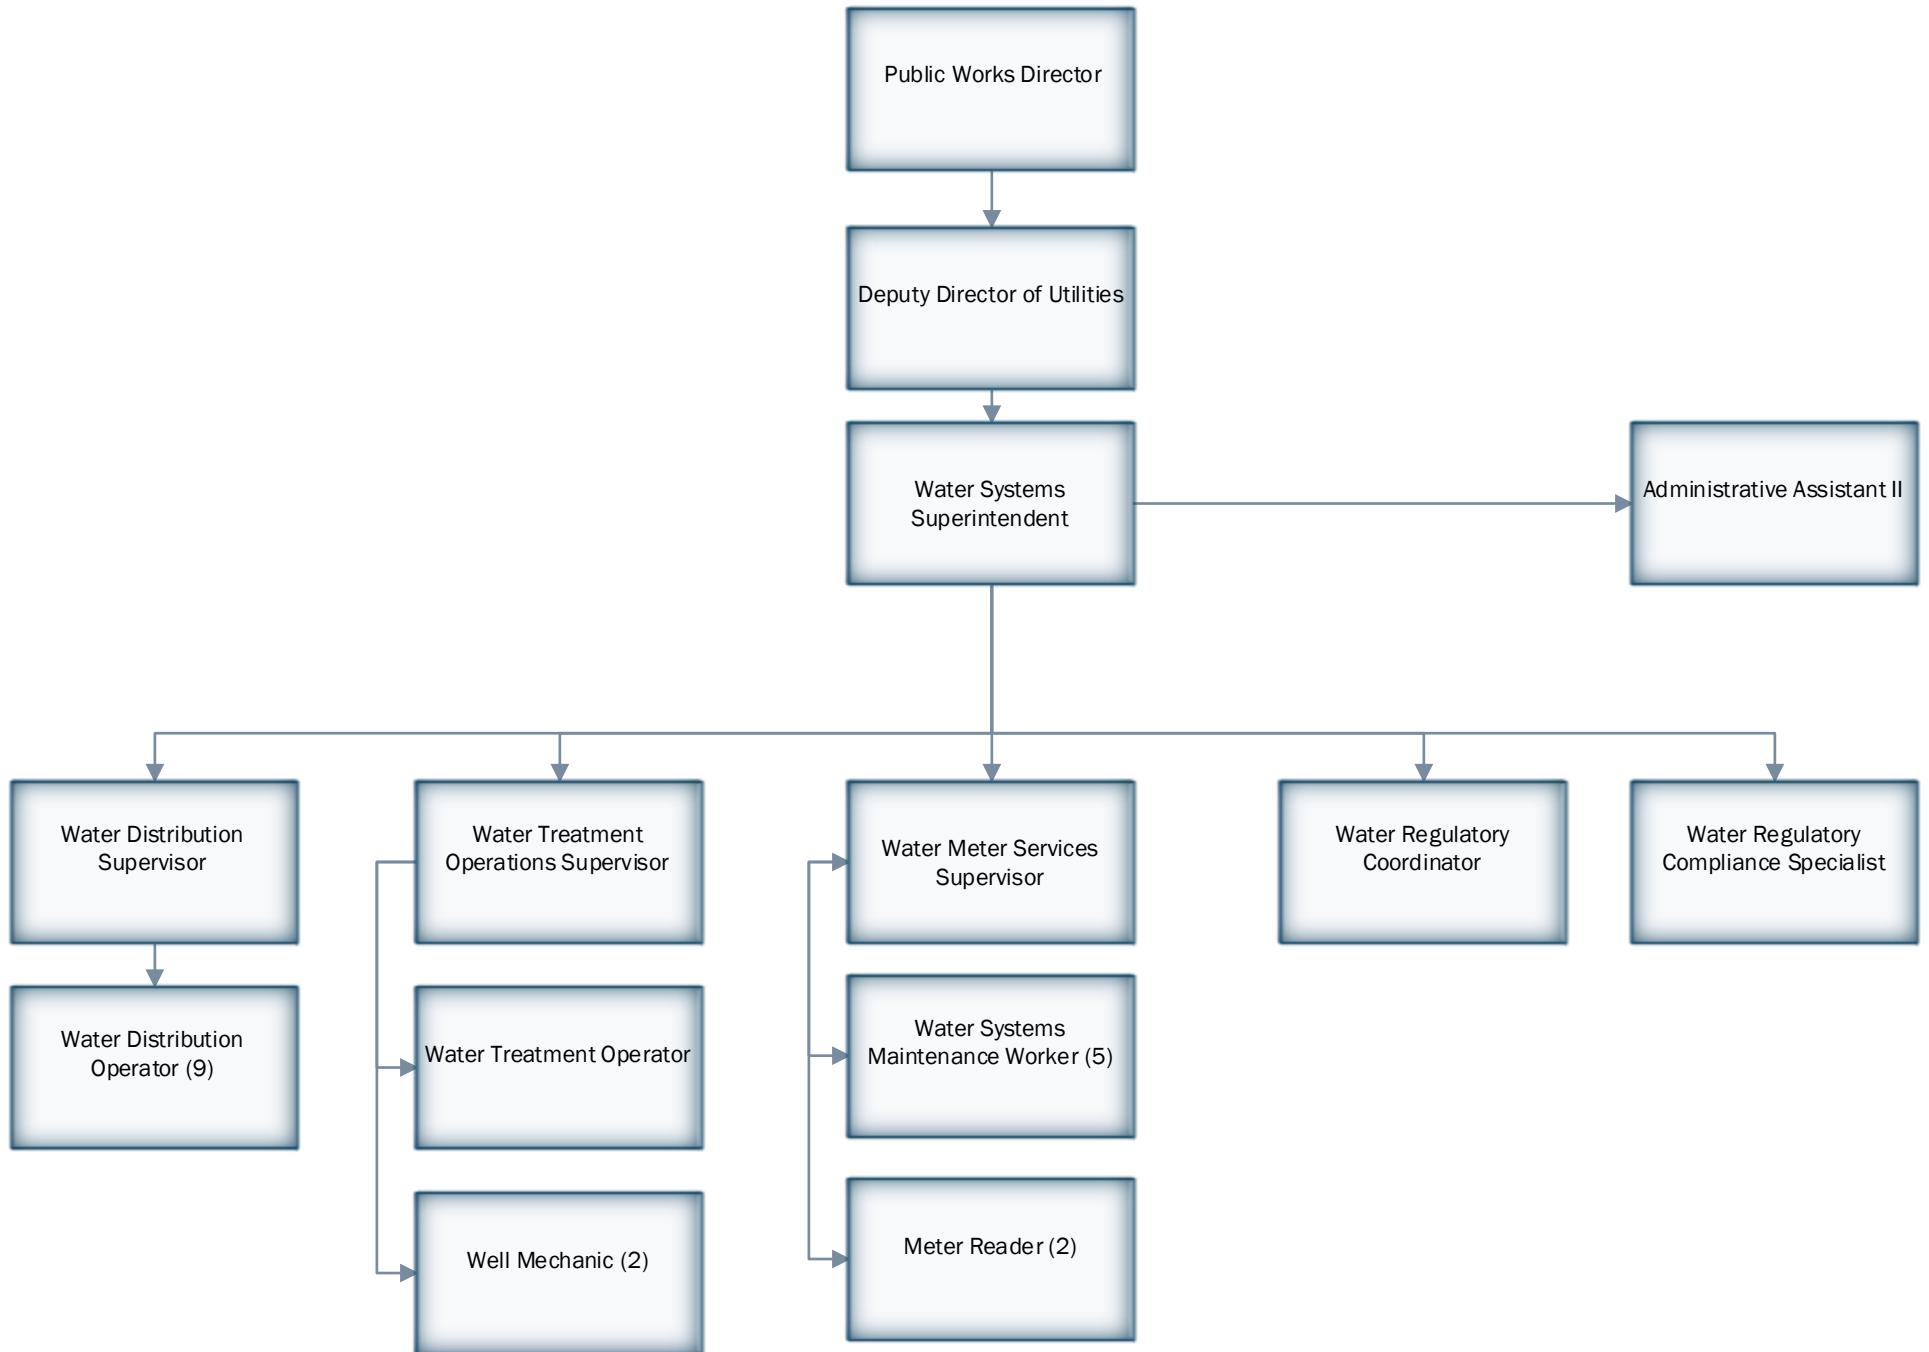 Public Works Director
Deputy Director of Utilities
Water Systems
Superintendent
Administrative Assistant II
Water Distribution
Supervisor
Water Treatment
Operations Supervisor
Water Meter Services
Supervisor
Water Regulatory
Coordinator
Water Regulatory
Compliance Specialist
Water Distribution
Operator (9)
Water Treatment Operator
Water Systems
Maintenance Worker (5)
Well Mechanic (2)
Meter Reader (2)